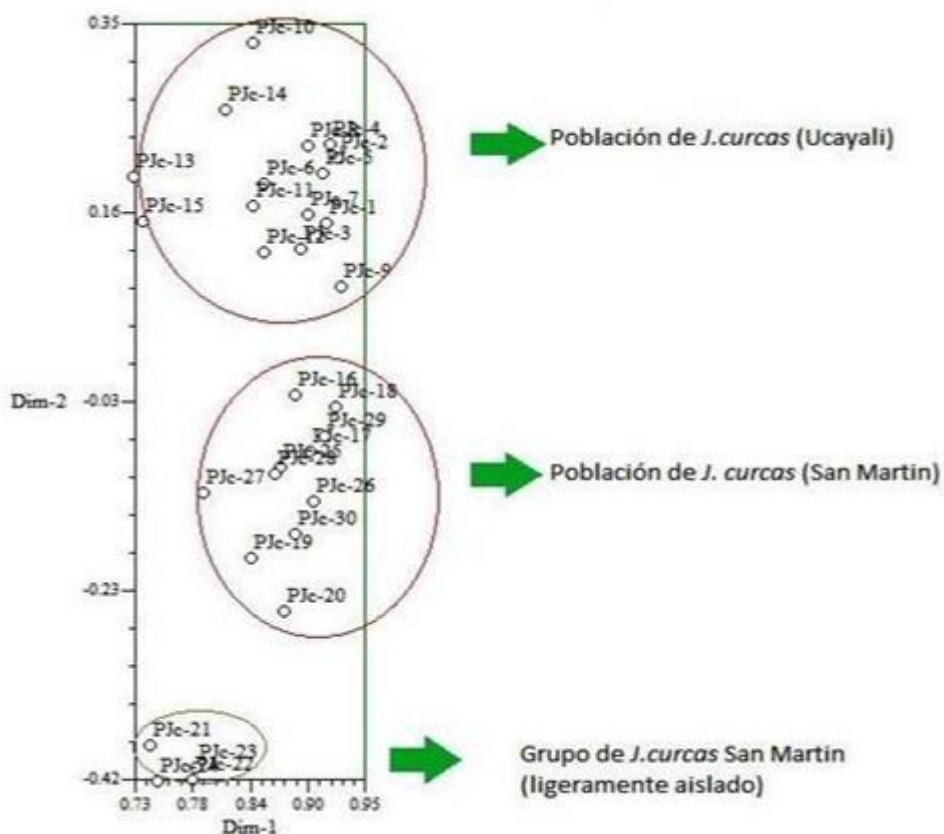 0.35
PJc-10
PJc-14
PJc-4
PJc-2
PJc-5
PJc-13
PJc-6
PJc-11
PJc-7
PJc-1
PJc-15
0.16
PJc-12
PJc-3
PJc-9
Población de J.curcas (Ucayali)
PJc-16
PJc-18
Dim-2
-0.03
PJc-29
PJc-17
PJc-28
PJc-27
PJc-26
PJc-30
PJc-19
PJc-20
-0.23
Población de J. curcas (San Martin)
PJc-21
PJc-23
PJc-22
-0.42
Grupo de J.curcas San Martin
(ligeramente aislado)
0.73 0.78 0.84 0.90 0.95
Dim-1